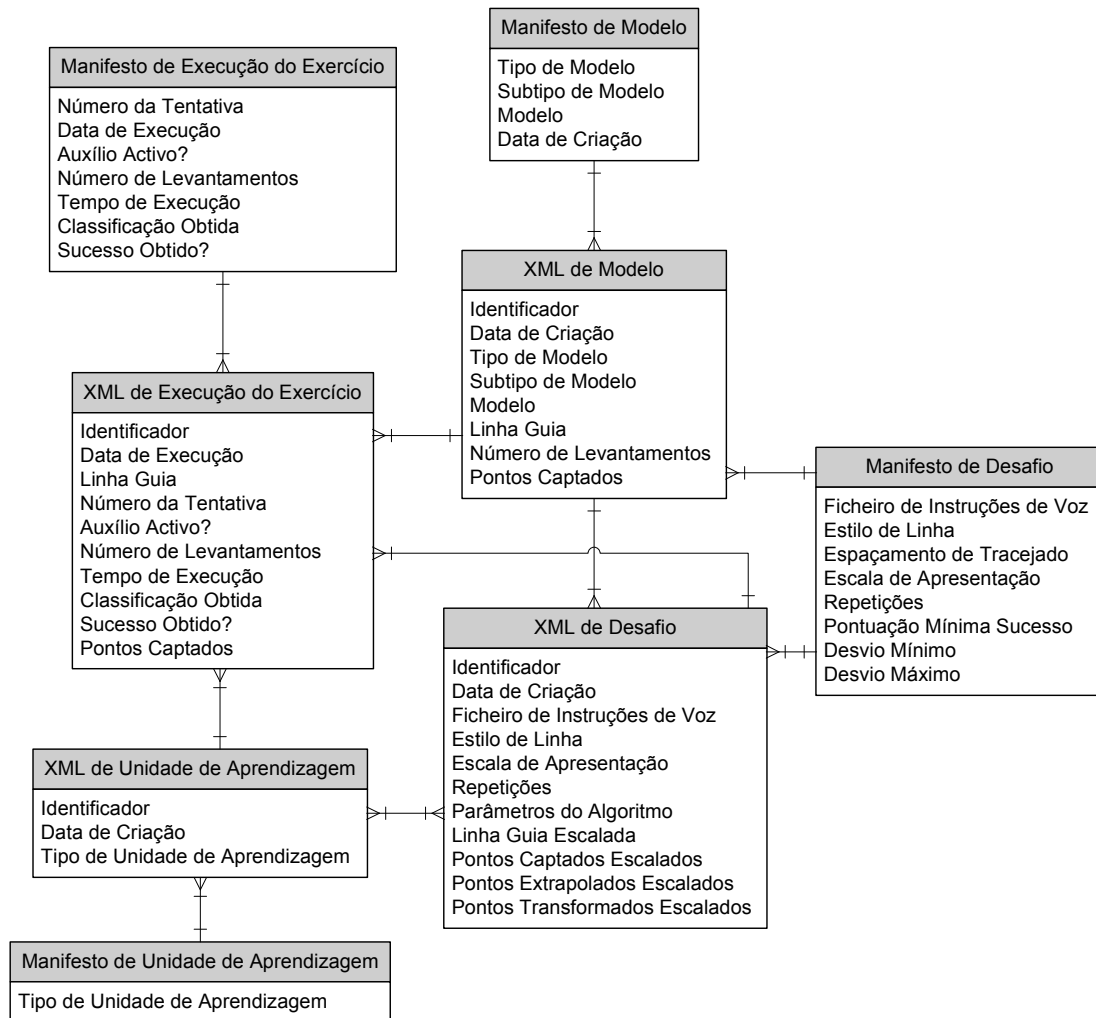 Manifesto de Modelo
Tipo de Modelo
Subtipo de Modelo
Modelo
Data de Criação
Manifesto de Execução do Exercício
Número da Tentativa
Data de Execução
Auxílio Activo?
Número de Levantamentos
Tempo de Execução
Classificação Obtida
Sucesso Obtido?
XML de Modelo
Identificador
Data de Criação
Tipo de Modelo
Subtipo de Modelo
Modelo
Linha Guia
Número de Levantamentos
Pontos Captados
XML de Execução do Exercício
Identificador
Data de Execução
Linha Guia
Número da Tentativa
Auxílio Activo?
Número de Levantamentos
Tempo de Execução
Classificação Obtida
Sucesso Obtido?
Pontos Captados
Manifesto de Desafio
Ficheiro de Instruções de Voz
Estilo de Linha
Espaçamento de Tracejado
Escala de Apresentação
Repetições
Pontuação Mínima Sucesso
Desvio Mínimo
Desvio Máximo
XML de Desafio
Identificador
Data de Criação
Ficheiro de Instruções de Voz
Estilo de Linha
Escala de Apresentação
Repetições
Parâmetros do Algoritmo
Linha Guia Escalada
Pontos Captados Escalados
Pontos Extrapolados Escalados
Pontos Transformados Escalados
XML de Unidade de Aprendizagem
Identificador
Data de Criação
Tipo de Unidade de Aprendizagem
Manifesto de Unidade de Aprendizagem
Tipo de Unidade de Aprendizagem